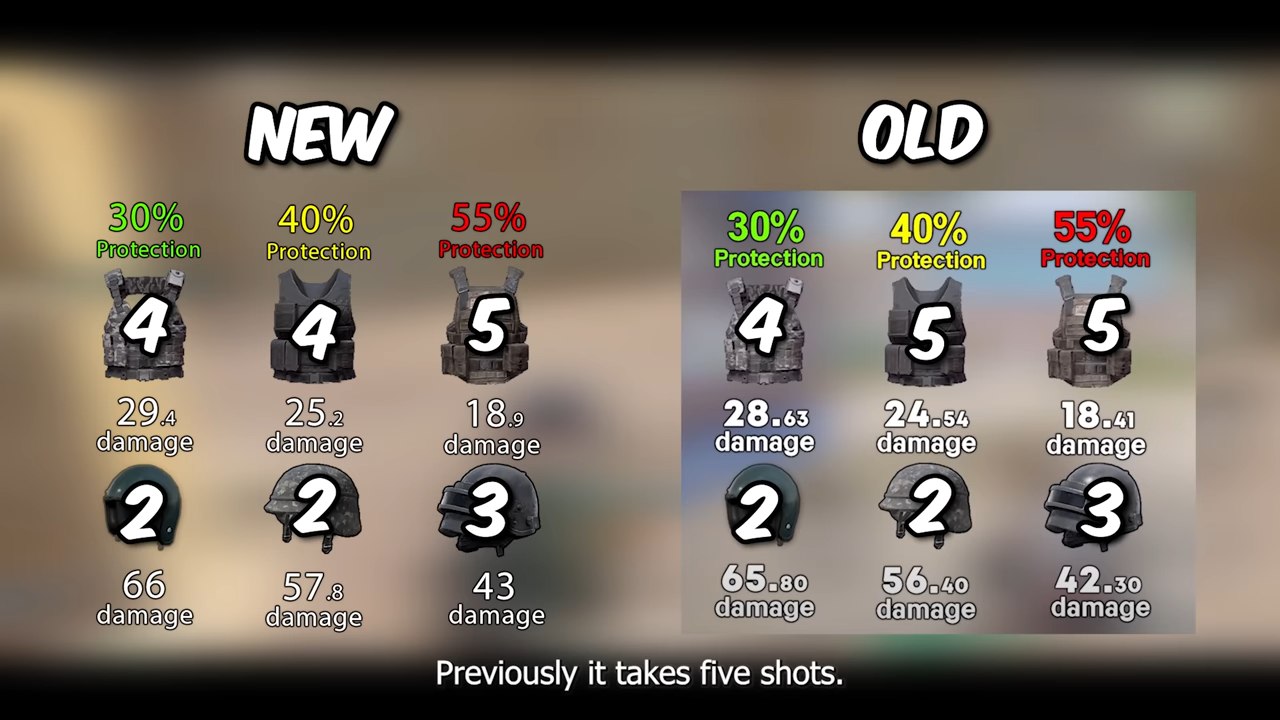 NEW
OLD
30% 40% 55%
Protection Protection Protection
4 4 5
29.4 25.2 18.9
damage damage damage
2 2 3
66 57.8 43
damage damage damage
30% 40% 55%
Protection Protection Protection
4 5 5
28.63 24.54 18.41
damage damage damage
2 2 3
65.80 56.40 42.30
damage damage damage
Previously it takes five shots.